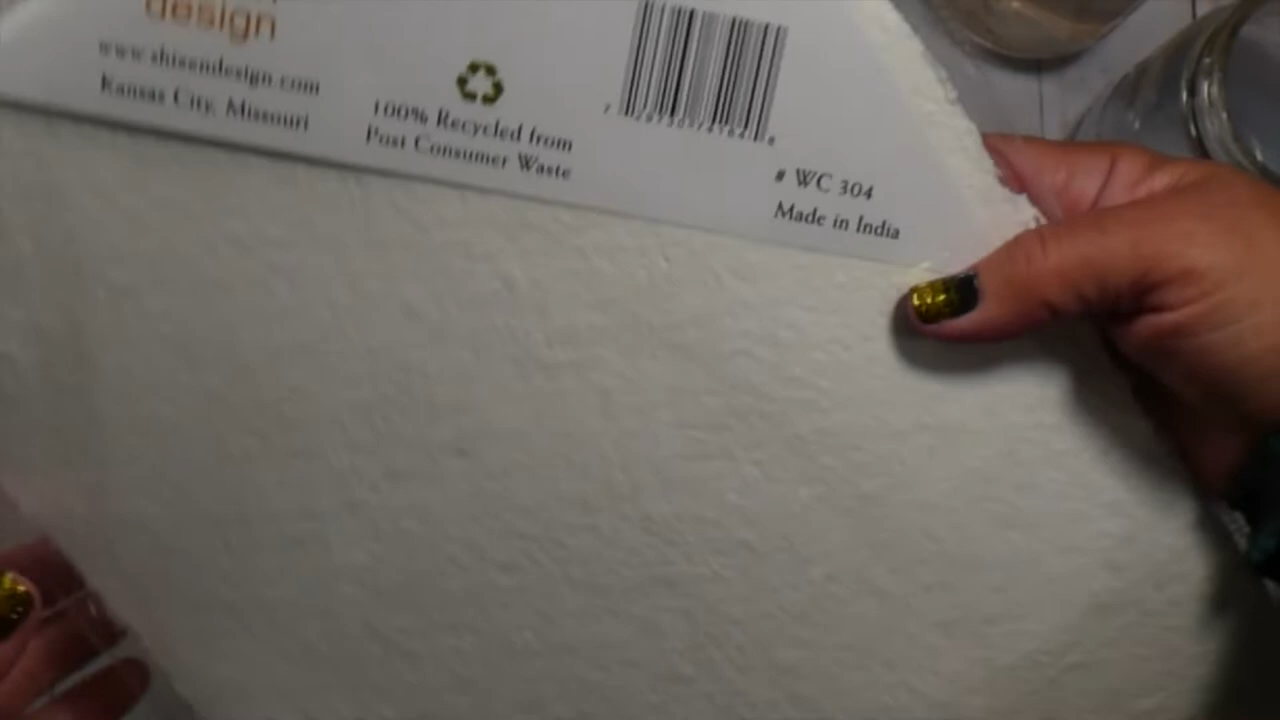 design
www.shizendesign.com
Kansas City, Missouri
100% Recycled from
Post Consumer Waste
# WC 304
Made in India